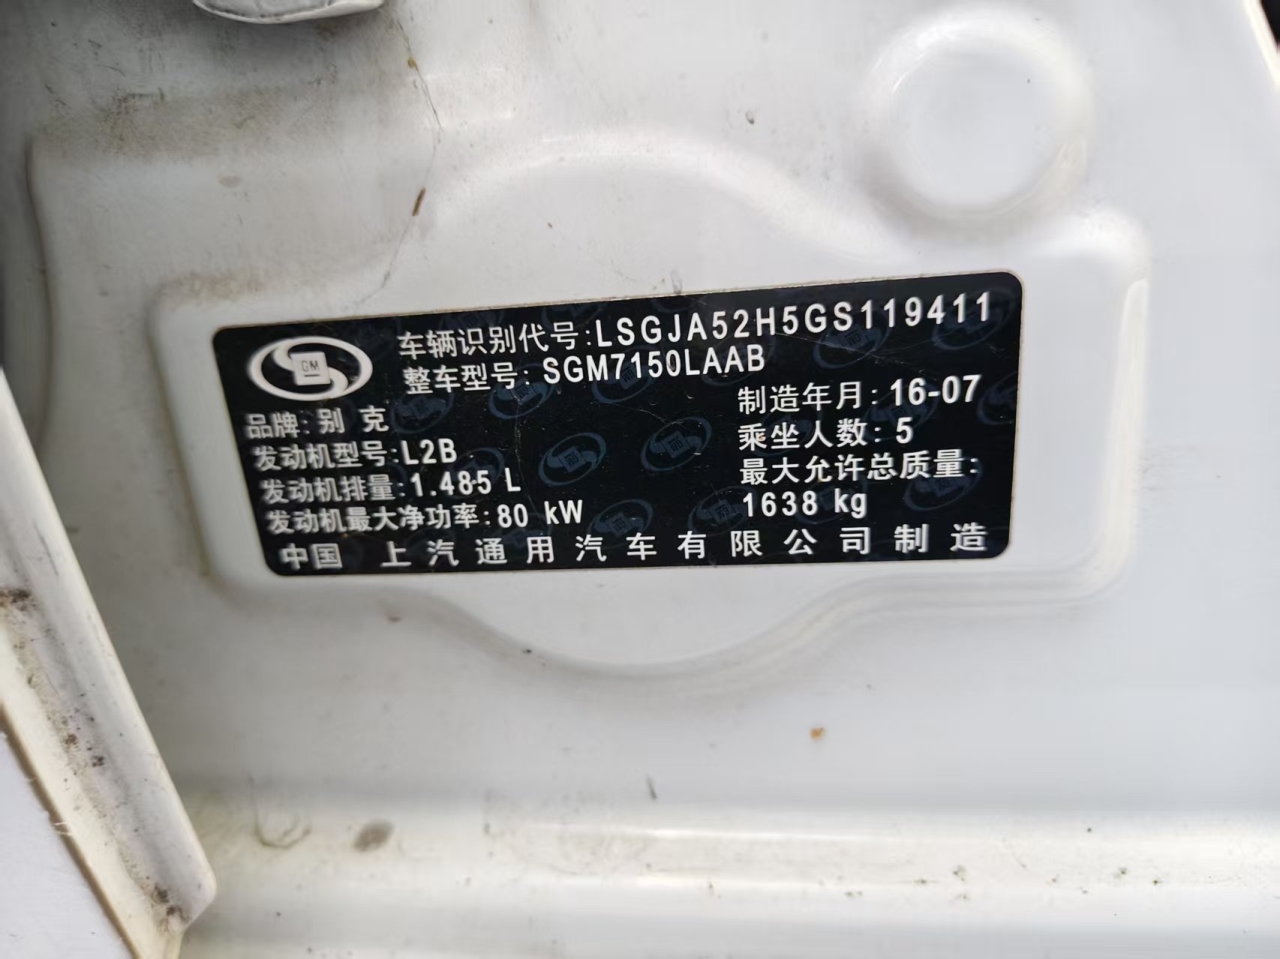 GM
车辆识别代号:LSGJA52H5GS119411
整车型号: SGM7150LAAB
品牌: 别克
制造年月: 16-07
发动机型号: L2B
乘坐人数: 5
发动机排量: 1.485 L
最大允许总质量:
1638 kg
发动机最大净功率: 80 kW
中国 上汽通用汽车有限公司制造